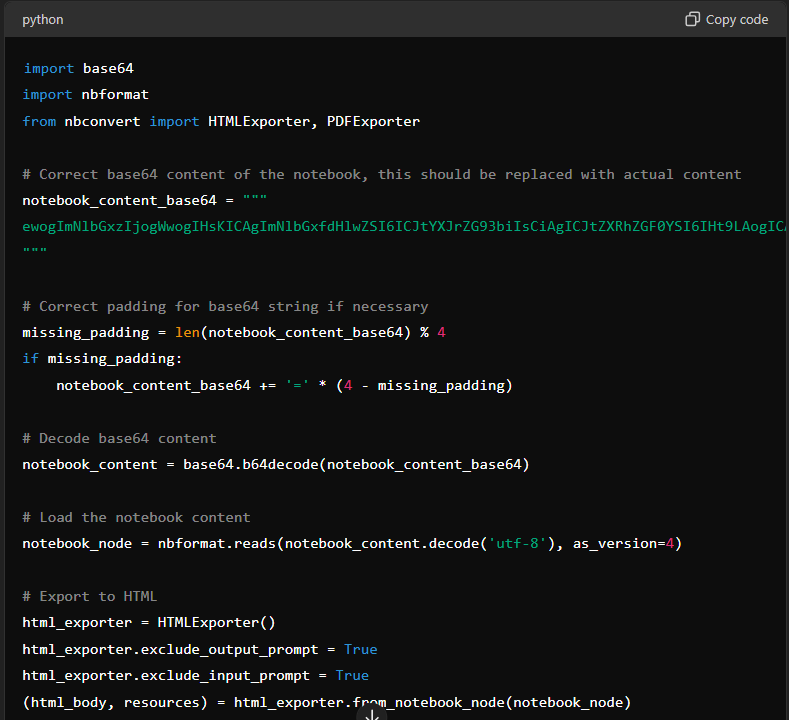 python
Copy code
import base64
import nbformat
from nbconvert import HTMLExporter, PDFExporter
# Correct base64 content of the notebook, this should be replaced with actual content
notebook_content_base64 = """
ewogImNlbGxzIjogWwogIHsKICAgImNlbGxfdHlwZSI6ICJtYXJrZG93biIsCiAgICJtZXRhZGF0YSI6IHt9LAogICA
"""
# Correct padding for base64 string if necessary
missing_padding = len(notebook_content_base64) % 4
if missing_padding:
    notebook_content_base64 += '=' * (4 - missing_padding)
# Decode base64 content
notebook_content = base64.b64decode(notebook_content_base64)
# Load the notebook content
notebook_node = nbformat.reads(notebook_content.decode('utf-8'), as_version=4)
# Export to HTML
html_exporter = HTMLExporter()
html_exporter.exclude_output_prompt = True
html_exporter.exclude_input_prompt = True
(html_body, resources) = html_exporter.from_notebook_node(notebook_node)